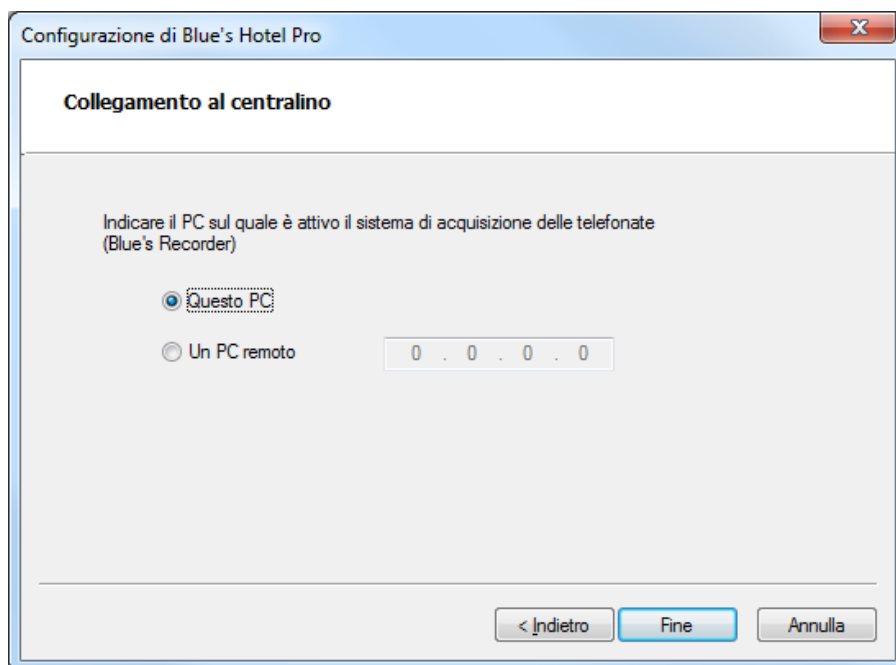 Configurazione di Blue's Hotel Pro
Collegamento al centralino
Indicare il PC sul quale è attivo il sistema di acquisizione delle telefonate
(Blue's Recorder)
Questo PC
Un PC remoto 0 . 0 . 0 . 0
< Indietro Fine Annulla